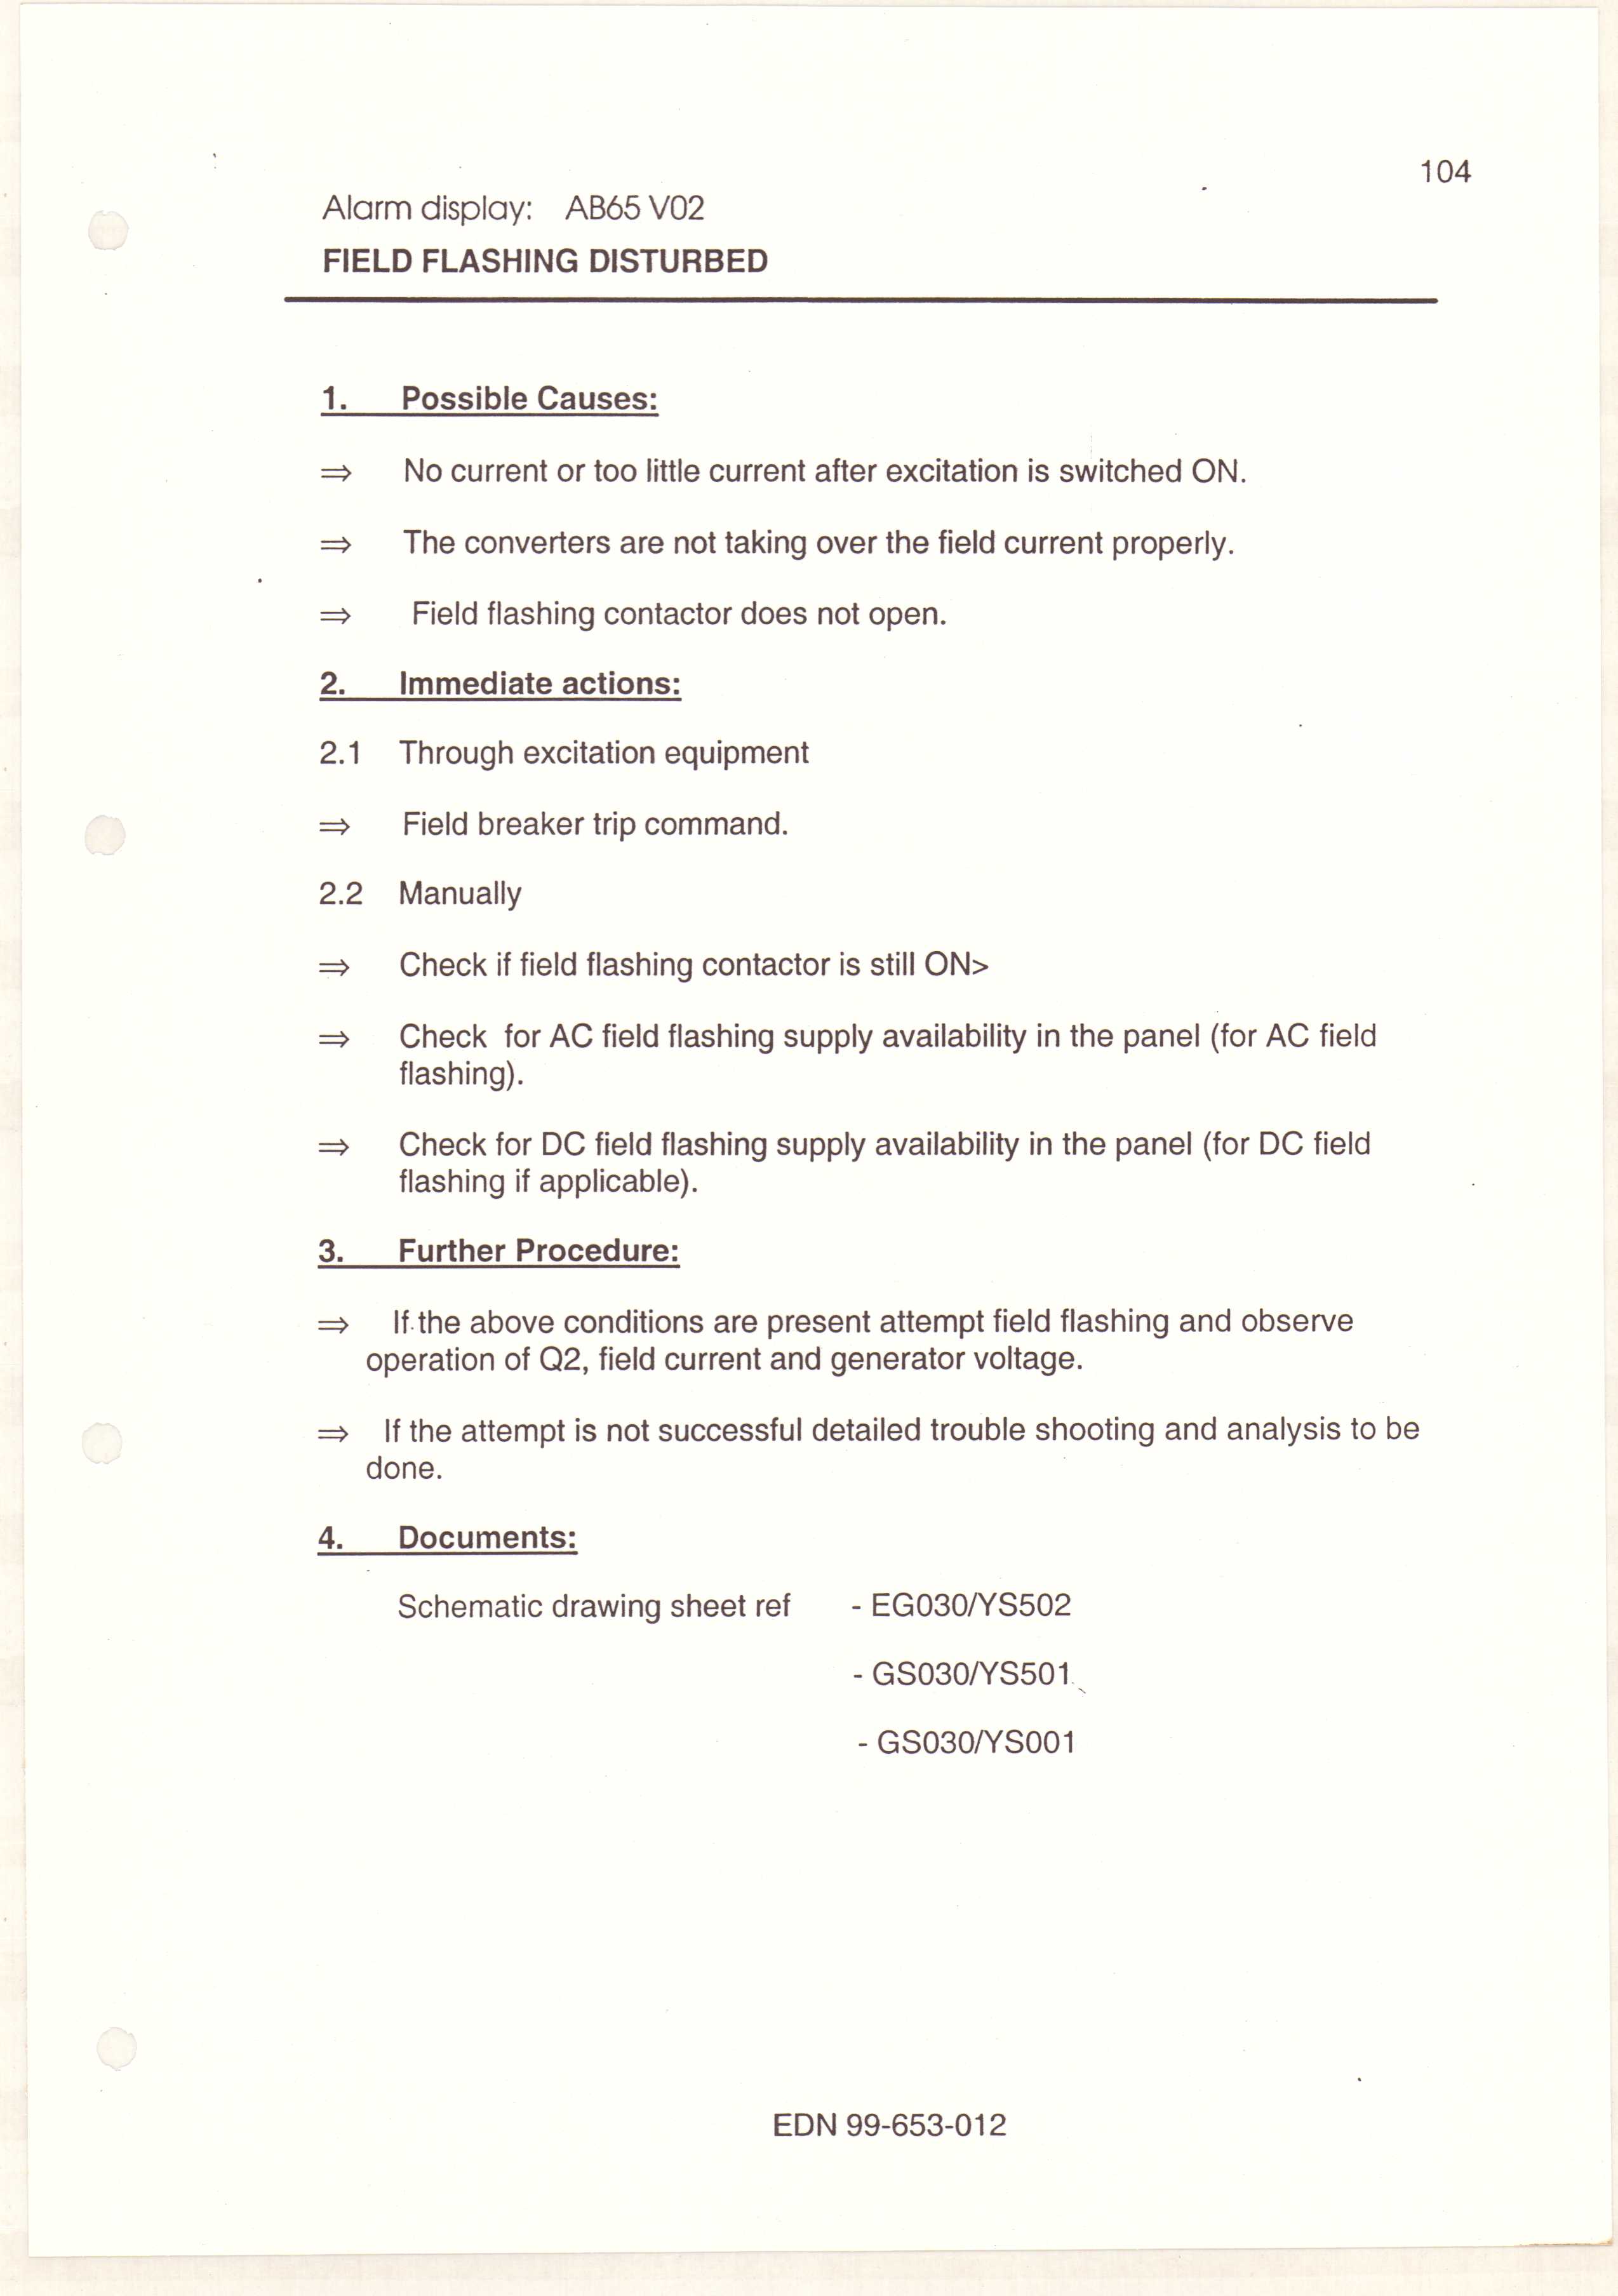 104
Alarm display: AB65 V02
FIELD FLASHING DISTURBED
1. Possible Causes:
⇒ No current or too little current after excitation is switched ON.
⇒ The converters are not taking over the field current properly.
⇒ Field flashing contactor does not open.
2. Immediate actions:
2.1 Through excitation equipment
⇒ Field breaker trip command.
2.2 Manually
⇒ Check if field flashing contactor is still ON>
⇒ Check for AC field flashing supply availability in the panel (for AC field
flashing).
⇒ Check for DC field flashing supply availability in the panel (for DC field
flashing if applicable).
3. Further Procedure:
⇒ If the above conditions are present attempt field flashing and observe
operation of Q2, field current and generator voltage.
⇒ If the attempt is not successful detailed trouble shooting and analysis to be
done.
4. Documents:
Schematic drawing sheet ref - EG030/YS502
- GS030/YS501
- GS030/YS001
EDN 99-653-012